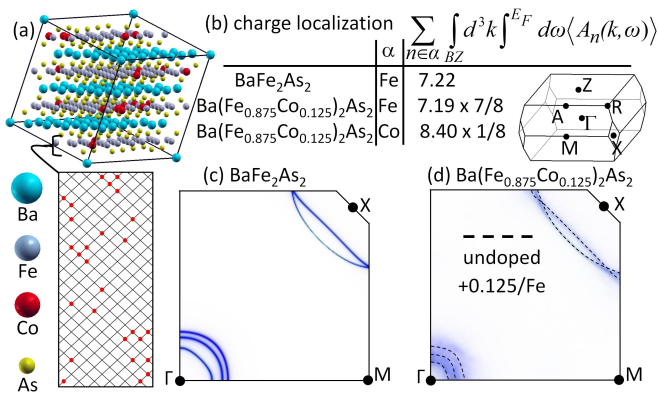 (a)
(b) charge localization
α
∑ n∈α ∫BZ d³k ∫^E_F dω⟨Aₙ(k,ω)⟩
BaFe₂As₂ Fe 7.22
Ba(Fe₀.₈₇₅Co₀.₁₂₅)₂As₂ Fe 7.19 x 7/8
Ba(Fe₀.₈₇₅Co₀.₁₂₅)₂As₂ Co 8.40 x 1/8
Z
A
R
Γ
M
X
Ba
Fe
Co
As
(c) BaFe₂As₂
X
Γ
M
(d) Ba(Fe₀.₈₇₅Co₀.₁₂₅)₂As₂
X
undoped
+0.125/Fe
Γ
M